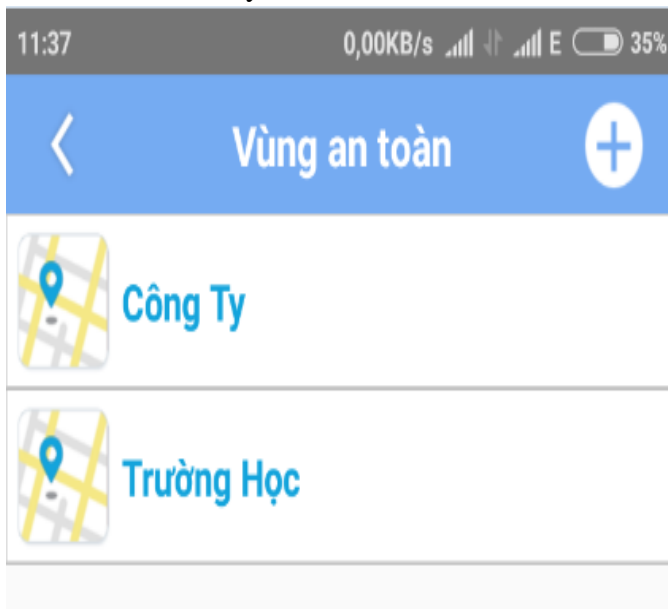 11:37 0,00KB/s E 35%
Vùng an toàn
Công Ty
Trường Học